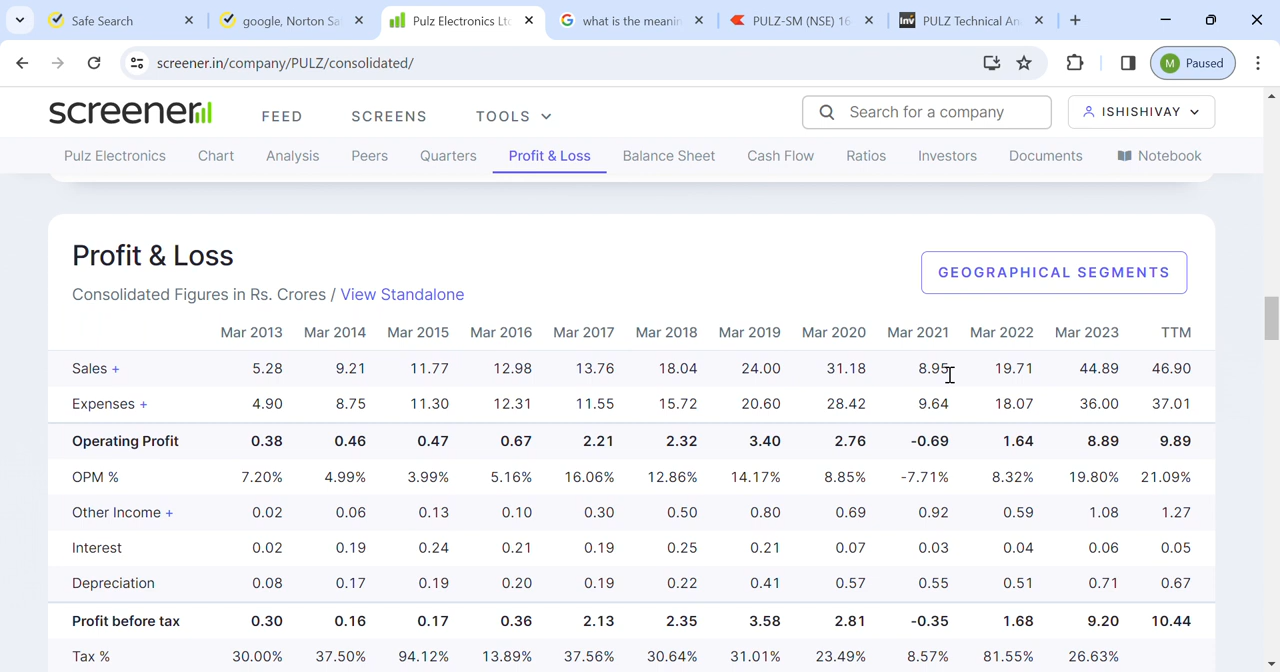 Safe Search
google, Norton Sa
Pulz Electronics Ltd
what is the meanin
PULZ-SM (NSE) 16
PULZ Technical An
screener.in/company/PULZ/consolidated/
M Paused
screener
FEED SCREENS TOOLS
Search for a company
ISHISHIVAY
Pulz Electronics Chart Analysis Peers Quarters Profit & Loss Balance Sheet Cash Flow Ratios Investors Documents Notebook
Profit & Loss
GEOGRAPHICAL SEGMENTS
Consolidated Figures in Rs. Crores / View Standalone
Mar 2013 Mar 2014 Mar 2015 Mar 2016 Mar 2017 Mar 2018 Mar 2019 Mar 2020 Mar 2021 Mar 2022 Mar 2023 TTM
Sales + 5.28 9.21 11.77 12.98 13.76 18.04 24.00 31.18 8.95 19.71 44.89 46.90
Expenses + 4.90 8.75 11.30 12.31 11.55 15.72 20.60 28.42 9.64 18.07 36.00 37.01
Operating Profit 0.38 0.46 0.47 0.67 2.21 2.32 3.40 2.76 -0.69 1.64 8.89 9.89
OPM % 7.20% 4.99% 3.99% 5.16% 16.06% 12.86% 14.17% 8.85% -7.71% 8.32% 19.80% 21.09%
Other Income + 0.02 0.06 0.13 0.10 0.30 0.50 0.80 0.69 0.92 0.59 1.08 1.27
Interest 0.02 0.19 0.24 0.21 0.19 0.25 0.21 0.07 0.03 0.04 0.06 0.05
Depreciation 0.08 0.17 0.19 0.20 0.19 0.22 0.41 0.57 0.55 0.51 0.71 0.67
Profit before tax 0.30 0.16 0.17 0.36 2.13 2.35 3.58 2.81 -0.35 1.68 9.20 10.44
Tax % 30.00% 37.50% 94.12% 13.89% 37.56% 30.64% 31.01% 23.49% 8.57% 81.55% 26.63%